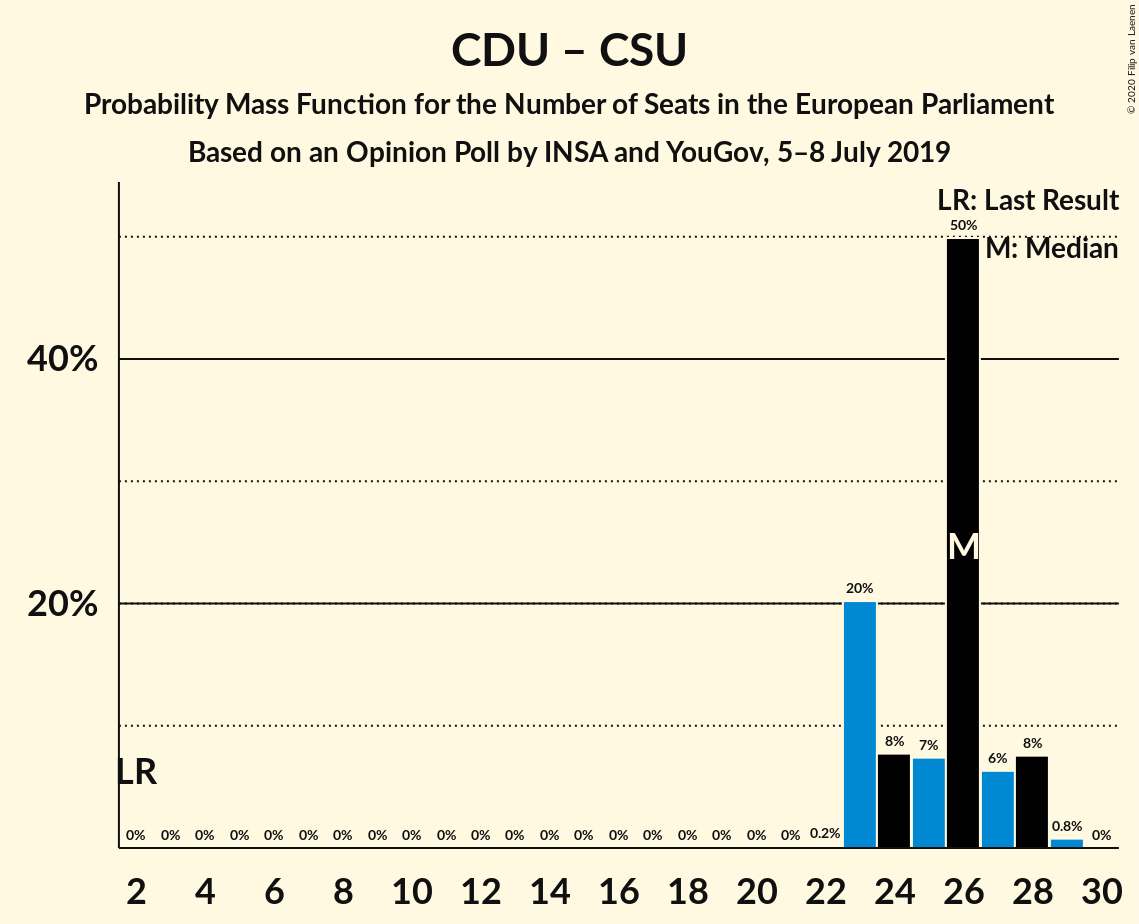 CDU – CSU
Probability Mass Function for the Number of Seats in the European Parliament
Based on an Opinion Poll by INSA and YouGov, 5–8 July 2019
© 2020 Filip van Laenen
LR: Last Result
M: Median
50%
40%
M
20%
20%
8% 7% 6% 8%
LR
0% 0% 0% 0% 0% 0% 0% 0% 0% 0% 0% 0% 0% 0% 0% 0% 0% 0% 0% 0% 0.2% 0.8% 0%
2 4 6 8 10 12 14 16 18 20 22 24 26 28 30